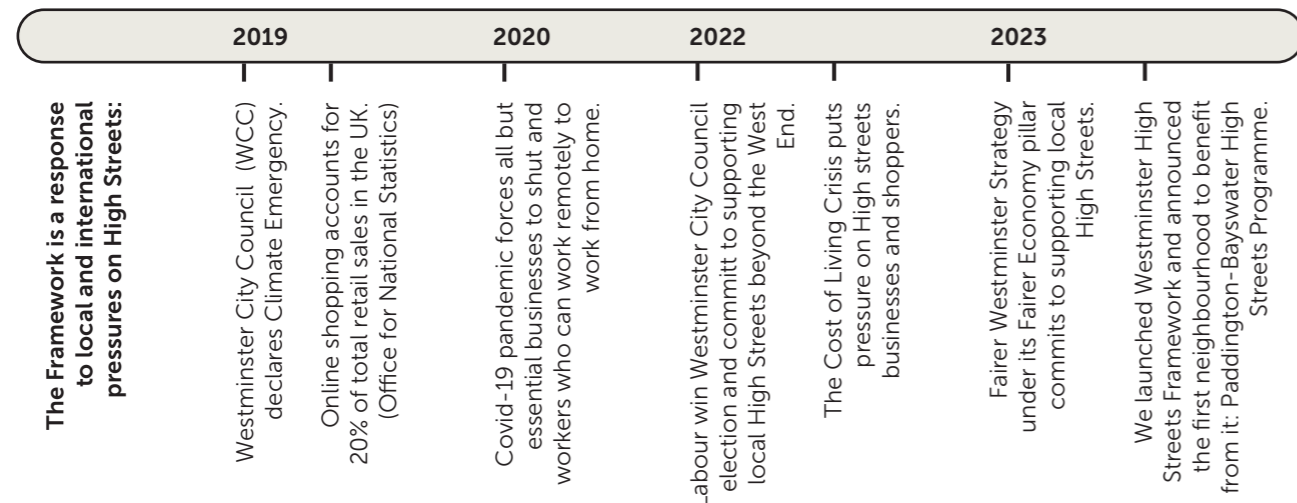 2019
2020
2022
2023
The Framework is a response
to local and international
pressures on High Streets:
Westminster City Council (WCC)
declares Climate Emergency.
Online shopping accounts for
20% of total retail sales in the UK.
(Office for National Statistics)
Covid-19 pandemic forces all but
essential businesses to shut and
workers who can work remotely to
work from home.
Labour win Westminster City Council
election and committ to supporting
local High Streets beyond the West
End.
The Cost of Living Crisis puts
pressure on High streets
businesses and shoppers.
Fairer Westminster Strategy
under its Fairer Economy pillar
commits to supporting local
High Streets.
We launched Westminster High
Streets Framework and announced
the first neighbourhood to benefit
from it: Paddington-Bayswater High
Streets Programme.